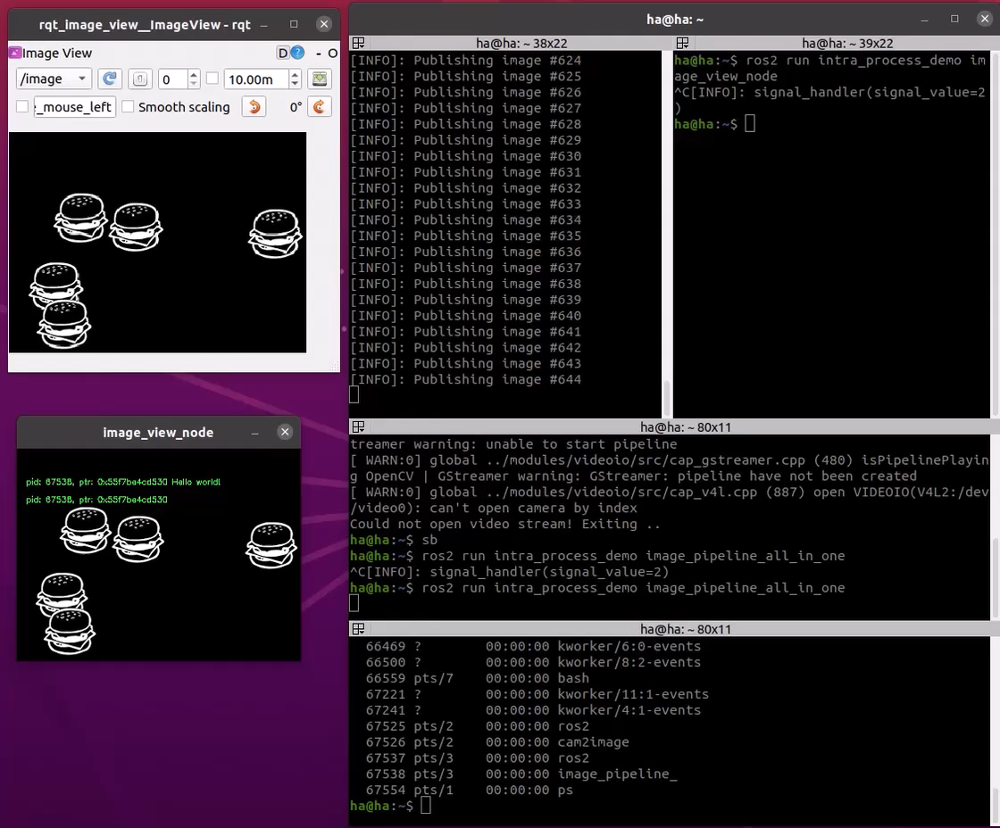 rqt_image_view__ImageView - rqt
Image View
D
- O
/image
0
10.00m
_mouse_left
Smooth scaling
0°
image_view_node
pid: 67538, ptr: 0x55f7be4cd530 Hello world!
pid: 67538, ptr: 0x55f7be4cd530
ha@ha: ~
ha@ha: ~ 38x22
[INFO]: Publishing image #624
[INFO]: Publishing image #625
[INFO]: Publishing image #626
[INFO]: Publishing image #627
[INFO]: Publishing image #628
[INFO]: Publishing image #629
[INFO]: Publishing image #630
[INFO]: Publishing image #631
[INFO]: Publishing image #632
[INFO]: Publishing image #633
[INFO]: Publishing image #634
[INFO]: Publishing image #635
[INFO]: Publishing image #636
[INFO]: Publishing image #637
[INFO]: Publishing image #638
[INFO]: Publishing image #639
[INFO]: Publishing image #640
[INFO]: Publishing image #641
[INFO]: Publishing image #642
[INFO]: Publishing image #643
[INFO]: Publishing image #644
ha@ha: ~ 39x22
ha@ha:~$ ros2 run intra_process_demo im
age_view_node
^C[INFO]: signal_handler(signal_value=2
)
ha@ha:~$
ha@ha: ~ 80x11
treamer warning: unable to start pipeline
[ WARN:0] global ../modules/videoio/src/cap_gstreamer.cpp (480) isPipelinePlayin
g OpenCV | GStreamer warning: GStreamer: pipeline have not been created
[ WARN:0] global ../modules/videoio/src/cap_v4l.cpp (887) open VIDEOIO(V4L2:/dev
/video0): can't open camera by index
Could not open video stream! Exiting ..
ha@ha:~$ sb
ha@ha:~$ ros2 run intra_process_demo image_pipeline_all_in_one
^C[INFO]: signal_handler(signal_value=2)
ha@ha:~$ ros2 run intra_process_demo image_pipeline_all_in_one
ha@ha: ~ 80x11
66469 ? 00:00:00 kworker/6:0-events
66500 ? 00:00:00 kworker/8:2-events
66559 pts/7 00:00:00 bash
67221 ? 00:00:00 kworker/11:1-events
67241 ? 00:00:00 kworker/4:1-events
67525 pts/2 00:00:00 ros2
67526 pts/2 00:00:00 cam2image
67537 pts/3 00:00:00 ros2
67538 pts/3 00:00:00 image_pipeline_
67554 pts/1 00:00:00 ps
ha@ha:~$